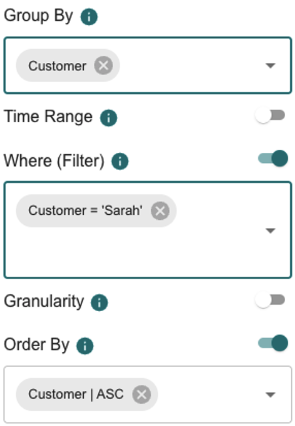 Group By
Customer
Time Range
Where (Filter)
Customer = 'Sarah'
Granularity
Order By
Customer | ASC